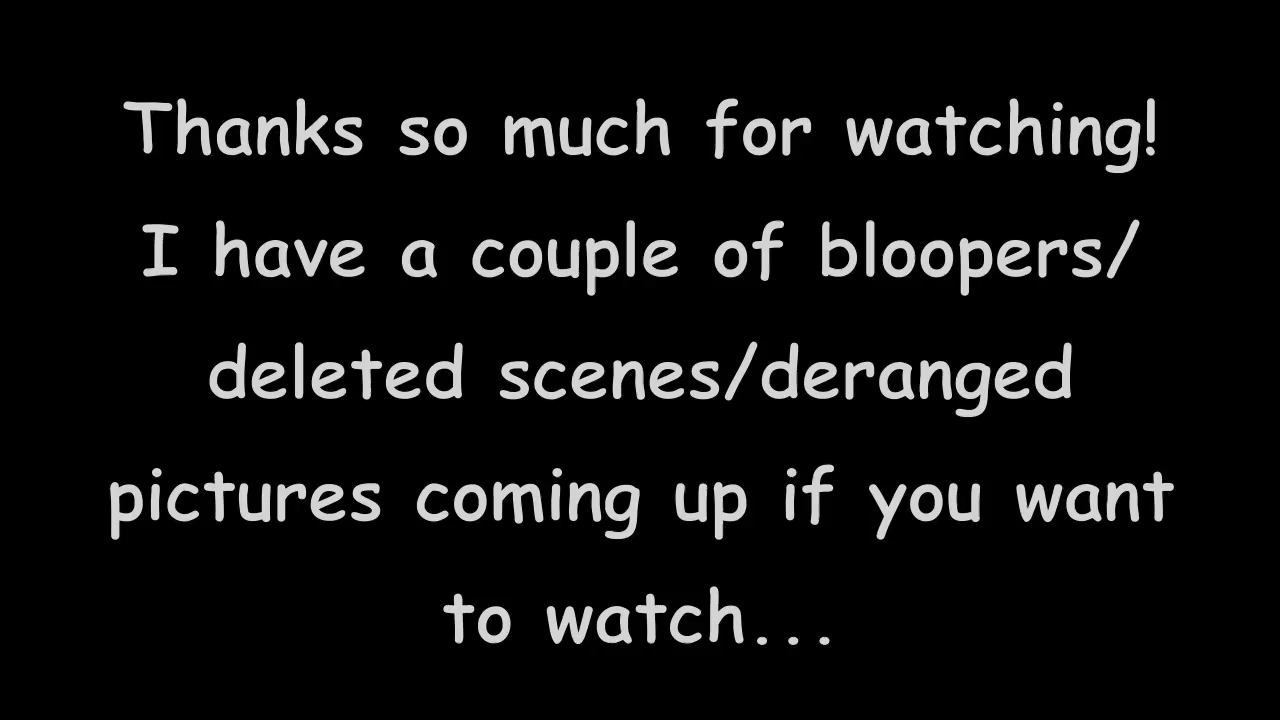 Thanks so much for watching!
I have a couple of bloopers/
deleted scenes/deranged
pictures coming up if you want
to watch...